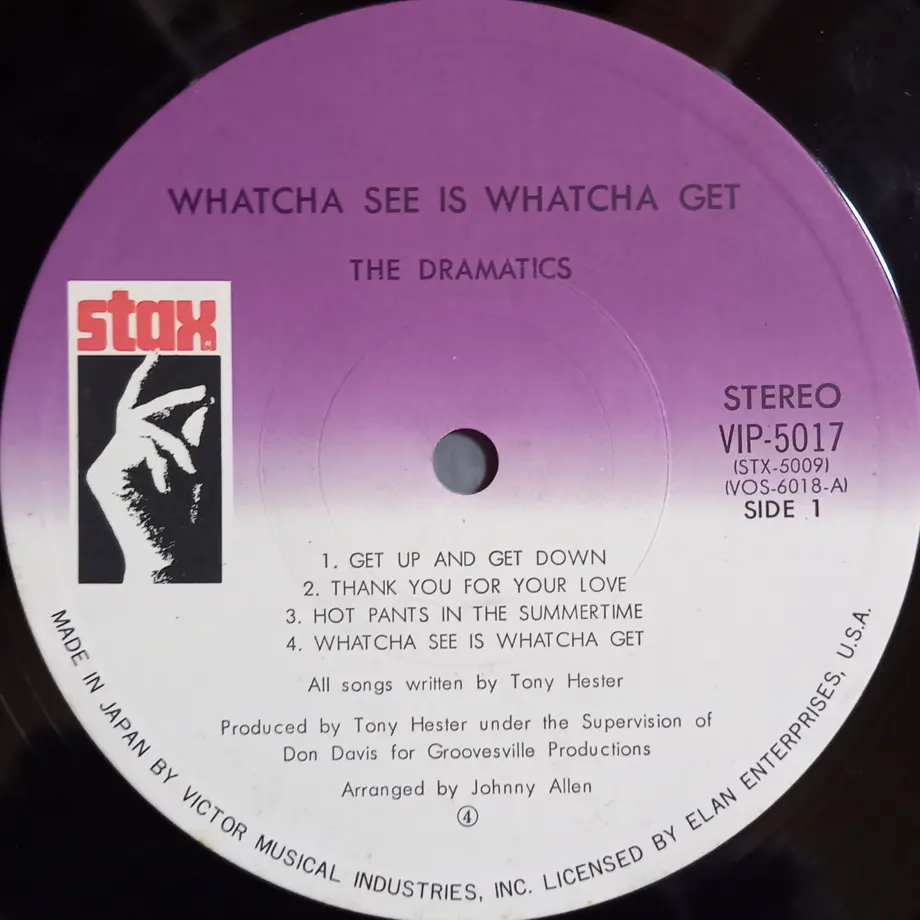 WHATCHA SEE IS WHATCHA GET
THE DRAMATICS
stax
STEREO
VIP-5017
(STX-5009)
(VOS-6018-A)
SIDE 1
1. GET UP AND GET DOWN
2. THANK YOU FOR YOUR LOVE
3. HOT PANTS IN THE SUMMERTIME
4. WHATCHA SEE IS WHATCHA GET
All songs written by Tony Hester
Produced by Tony Hester under the Supervision of
Don Davis for Groovesville Productions
Arranged by Johnny Allen
④
MADE IN JAPAN BY VICTOR MUSICAL INDUSTRIES, INC. LICENSED BY ELAN ENTERPRISES, U.S.A.